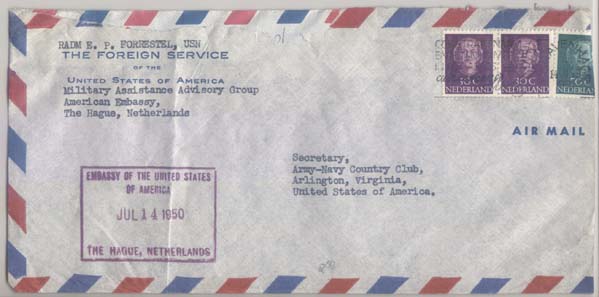 RADM E. P. FORRESTEL, USN
THE FOREIGN SERVICE
OF THE
UNITED STATES OF AMERICA
Military Assistance Advisory Group
American Embassy,
The Hague, Netherlands
30C
NEDERLAND
30C
NEDERLAND
NEDERLAND
AIR MAIL
Secretary,
Army-Navy Country Club,
Arlington, Virginia,
United States of America.
EMBASSY OF THE UNITED STATES
OF AMERICA
JUL 14 1950
THE HAGUE, NETHERLANDS